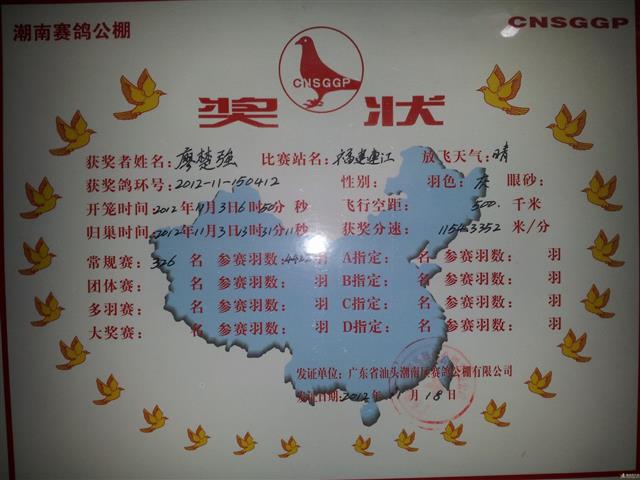 潮南赛鸽公棚
CNSGGP
CNSGGP
奖状
获奖者姓名：廖楚強 比赛站名：福建連江 放飞天气：晴
获奖鸽环号：2012-11-150412 性别： 羽色：灰 眼砂：
开笼时间：2012年11月3日6时50分 秒 飞行空距：500 千米
归巢时间：2012年11月3日13时31分11秒 获奖分速：1154.3352 米/分
常规赛：326 名 参赛羽数： 羽 A指定： 名 参赛羽数： 羽
团体赛： 名 参赛羽数： 羽 B指定： 名 参赛羽数： 羽
多羽赛： 名 参赛羽数： 羽 C指定： 名 参赛羽数： 羽
大奖赛： 名 参赛羽数： 羽 D指定： 名 参赛羽数： 羽
发证单位：广东省汕头潮南区赛鸽公棚有限公司
发证日期：2012年11月18日